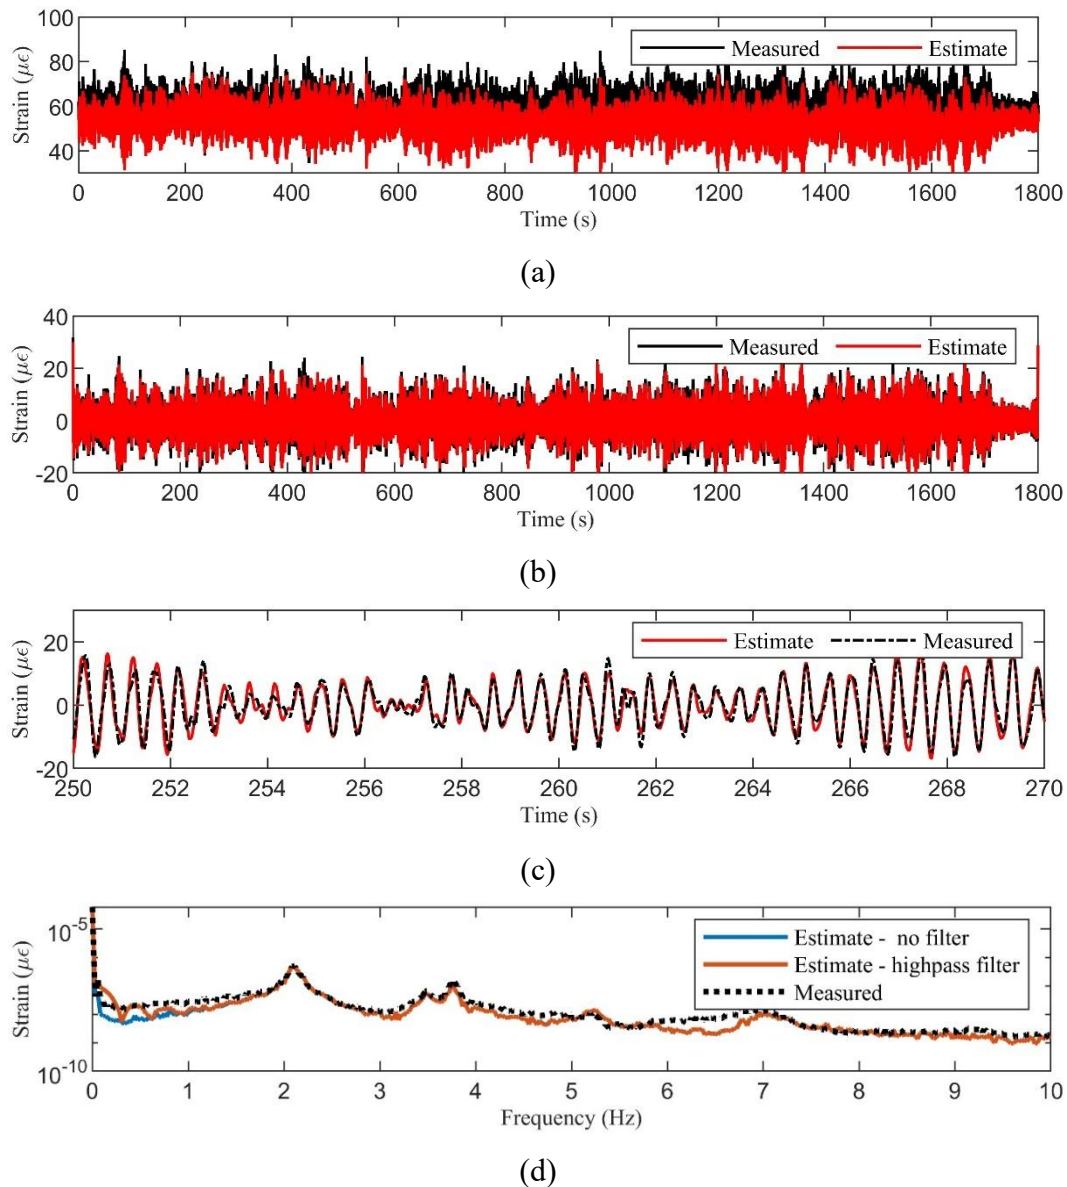 100
80
60
40
Strain (με)
Measured Estimate
0 200 400 600 800 1000 1200 1400 1600 1800
Time (s)
(a)
40
20
0
-20
Strain (με)
Measured Estimate
0 200 400 600 800 1000 1200 1400 1600 1800
Time (s)
(b)
20
0
-20
Strain (με)
Estimate Measured
250 252 254 256 258 260 262 264 266 268 270
Time (s)
(c)
10-5
10-10
Strain (με)
Estimate - no filter
Estimate - highpass filter
Measured
0 1 2 3 4 5 6 7 8 9 10
Frequency (Hz)
(d)